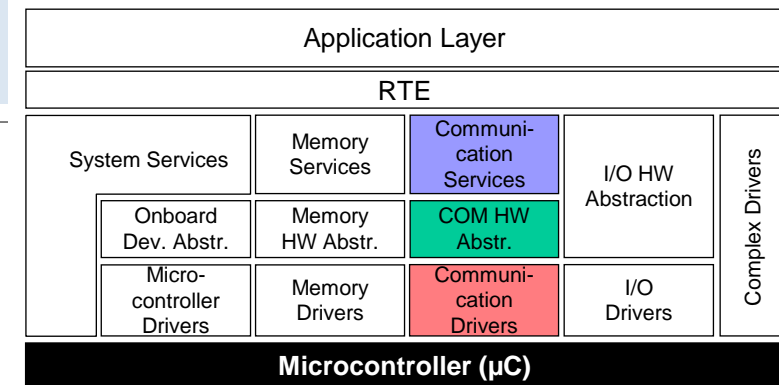 Application Layer
RTE
System Services
Memory
Services
Communi-
cation
Services
I/O HW
Abstraction
Complex Drivers
Onboard
Dev. Abstr.
Memory
HW Abstr.
COM HW
Abstr.
Micro-
controller
Drivers
Memory
Drivers
Communi-
cation
Drivers
I/O
Drivers
Microcontroller (µC)